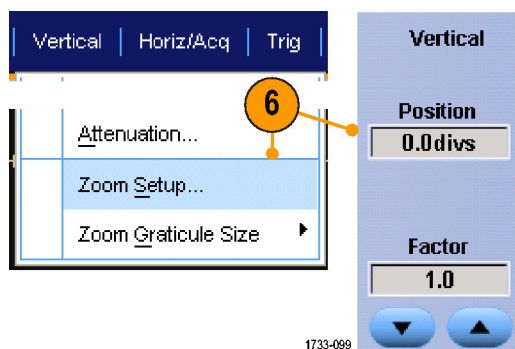 Vertical | Horiz/Acq | Trig
6
Attenuation...
Zoom Setup...
Zoom Graticule Size
Vertical
Position
0.0divs
Factor
1.0
1733-099